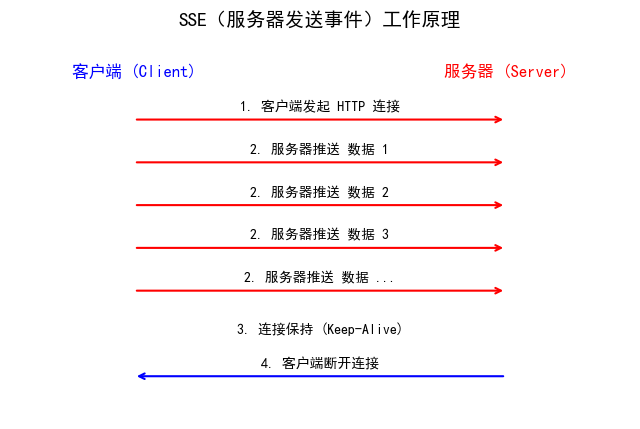 SSE（服务器发送事件）工作原理
客户端 (Client)
服务器 (Server)
1. 客户端发起 HTTP 连接
2. 服务器推送 数据 1
2. 服务器推送 数据 2
2. 服务器推送 数据 3
2. 服务器推送 数据 ...
3. 连接保持 (Keep-Alive)
4. 客户端断开连接